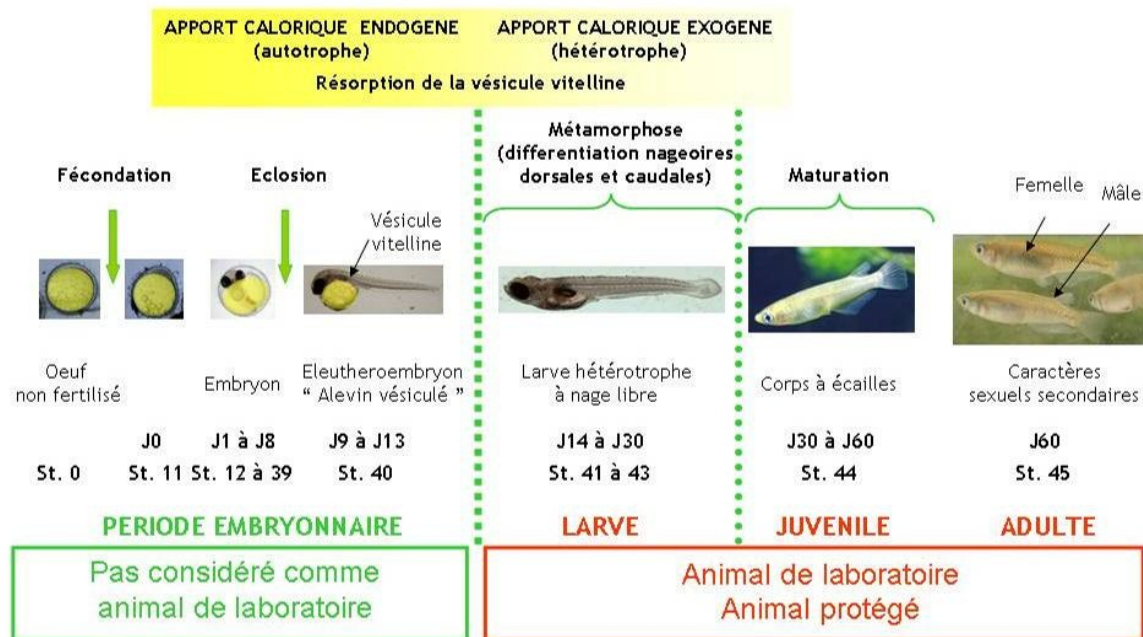 APPORT CALORIQUE ENDOGENE
(autotrophe)
APPORT CALORIQUE EXOGENE
(hétérotrophe)
Résorption de la vésicule vitelline
Fécondation
Eclosion
Métamorphose
(differentiation nageoires
dorsales et caudales)
Maturation
Vésicule
vitelline
Femelle
Mâle
Oeuf
non fertilisé
Embryon
Eleutheroembryon
“ Alevin vésiculé ”
Larve hétérotrophe
à nage libre
Corps à écailles
Caractères
sexuels secondaires
J0
J1 à J8
J9 à J13
J14 à J30
J30 à J60
J60
St. 0
St. 11
St. 12 à 39
St. 40
St. 41 à 43
St. 44
St. 45
PERIODE EMBRYONNAIRE
LARVE
JUVENILE
ADULTE
Pas considéré comme
animal de laboratoire
Animal de laboratoire
Animal protégé